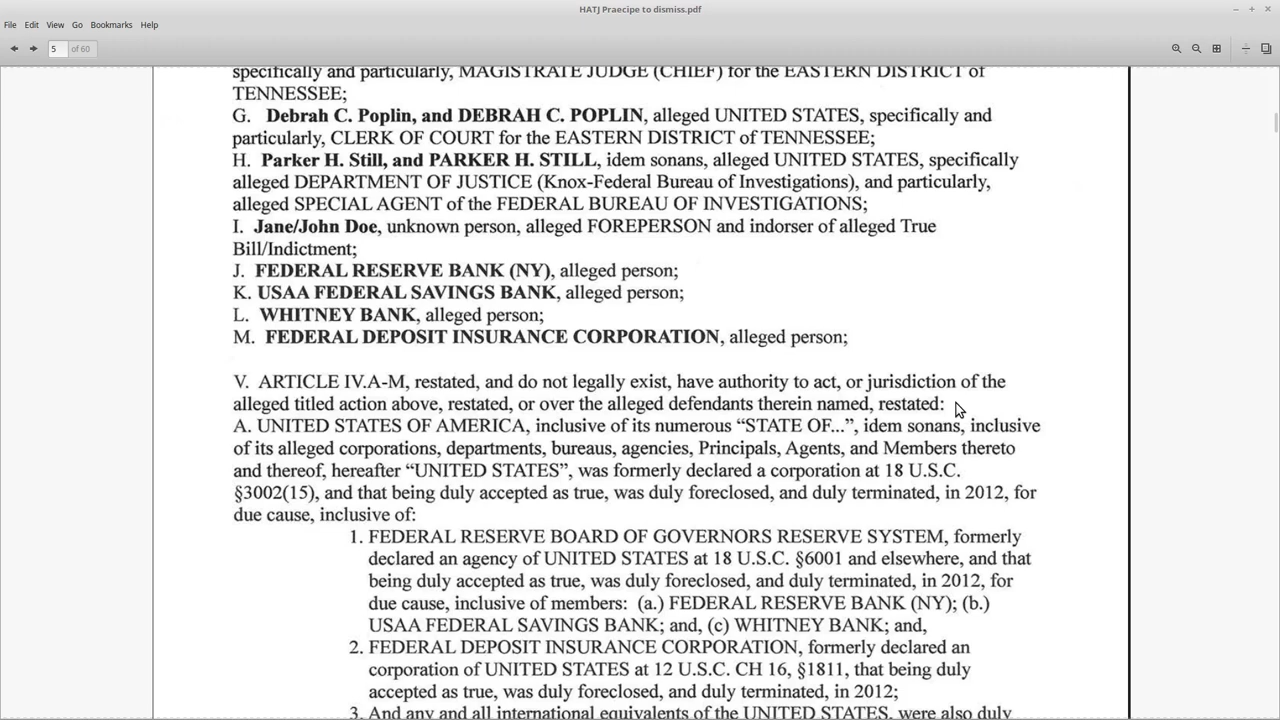 HATJ Praecipe to dismiss.pdf
File Edit View Go Bookmarks Help
5 of 60
specifically and particularly, MAGISTRATE JUDGE (CHIEF) for the EASTERN DISTRICT of
TENNESSEE;
G. Debrah C. Poplin, and DEBRAH C. POPLIN, alleged UNITED STATES, specifically and
particularly, CLERK OF COURT for the EASTERN DISTRICT of TENNESSEE;
H. Parker H. Still, and PARKER H. STILL, idem sonans, alleged UNITED STATES, specifically
alleged DEPARTMENT OF JUSTICE (Knox-Federal Bureau of Investigations), and particularly,
alleged SPECIAL AGENT of the FEDERAL BUREAU OF INVESTIGATIONS;
I. Jane/John Doe, unknown person, alleged FOREPERSON and indorser of alleged True
Bill/Indictment;
J. FEDERAL RESERVE BANK (NY), alleged person;
K. USAA FEDERAL SAVINGS BANK, alleged person;
L. WHITNEY BANK, alleged person;
M. FEDERAL DEPOSIT INSURANCE CORPORATION, alleged person;
V. ARTICLE IV.A-M, restated, and do not legally exist, have authority to act, or jurisdiction of the
alleged titled action above, restated, or over the alleged defendants therein named, restated:
A. UNITED STATES OF AMERICA, inclusive of its numerous “STATE OF...”, idem sonans, inclusive
of its alleged corporations, departments, bureaus, agencies, Principals, Agents, and Members thereto
and thereof, hereafter “UNITED STATES”, was formerly declared a corporation at 18 U.S.C.
§3002(15), and that being duly accepted as true, was duly foreclosed, and duly terminated, in 2012, for
due cause, inclusive of:
1. FEDERAL RESERVE BOARD OF GOVERNORS RESERVE SYSTEM, formerly
declared an agency of UNITED STATES at 18 U.S.C. §6001 and elsewhere, and that
being duly accepted as true, was duly foreclosed, and duly terminated, in 2012, for
due cause, inclusive of members: (a.) FEDERAL RESERVE BANK (NY); (b.)
USAA FEDERAL SAVINGS BANK; and, (c) WHITNEY BANK; and,
2. FEDERAL DEPOSIT INSURANCE CORPORATION, formerly declared an
corporation of UNITED STATES at 12 U.S.C. CH 16, §1811, that being duly
accepted as true, was duly foreclosed, and duly terminated, in 2012;
3. And any and all international equivalents of the UNITED STATES, were also duly